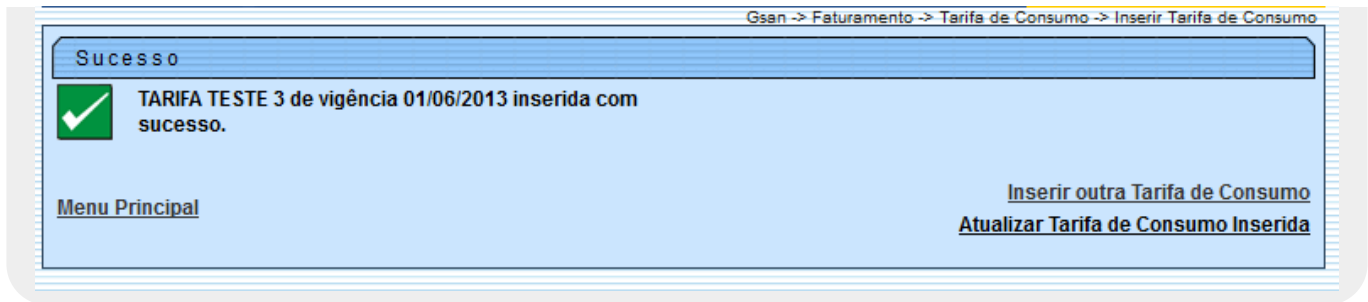 Gsan -> Faturamento -> Tarifa de Consumo -> Inserir Tarifa de Consumo
Sucesso
TARIFA TESTE 3 de vigência 01/06/2013 inserida com
sucesso.
Inserir outra Tarifa de Consumo
Menu Principal
Atualizar Tarifa de Consumo Inserida